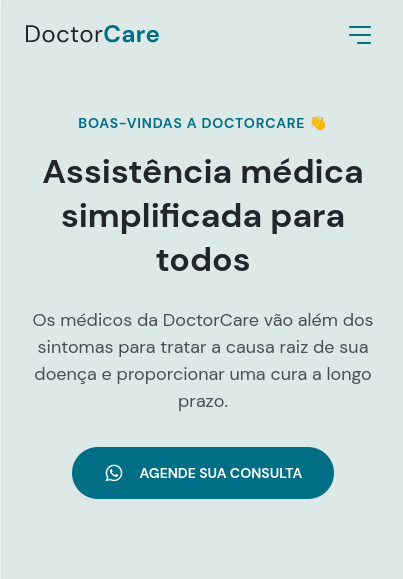 DoctorCare
BOAS-VINDAS A DOCTORCARE 👋
Assistência médica
simplificada para
todos
Os médicos da DoctorCare vão além dos
sintomas para tratar a causa raiz de sua
doença e proporcionar uma cura a longo
prazo.
AGENDE SUA CONSULTA